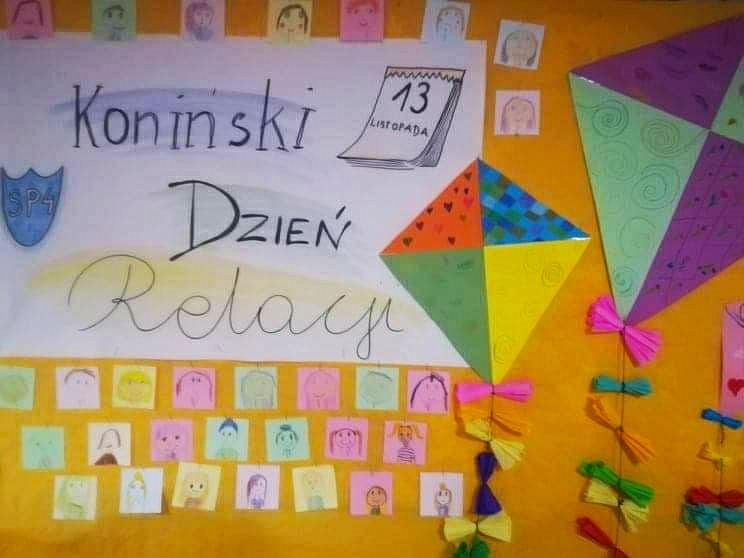 Koniński
13
LISTOPADA
SP4
DZIEŃ
Relacji